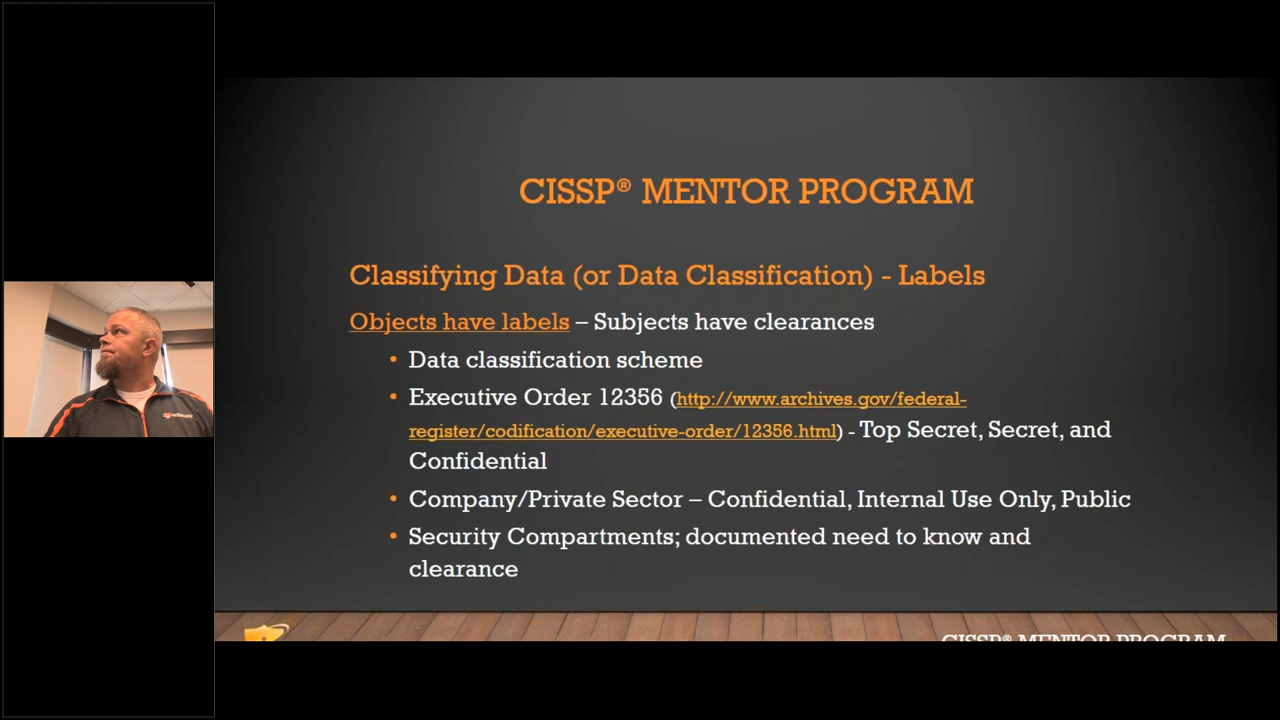 CISSP® MENTOR PROGRAM
Classifying Data (or Data Classification) - Labels
Objects have labels – Subjects have clearances
• Data classification scheme
• Executive Order 12356 (http://www.archives.gov/federal-
register/codification/executive-order/12356.html) - Top Secret, Secret, and
Confidential
• Company/Private Sector – Confidential, Internal Use Only, Public
• Security Compartments; documented need to know and
clearance
CISSP® MENTOR PROGRAM